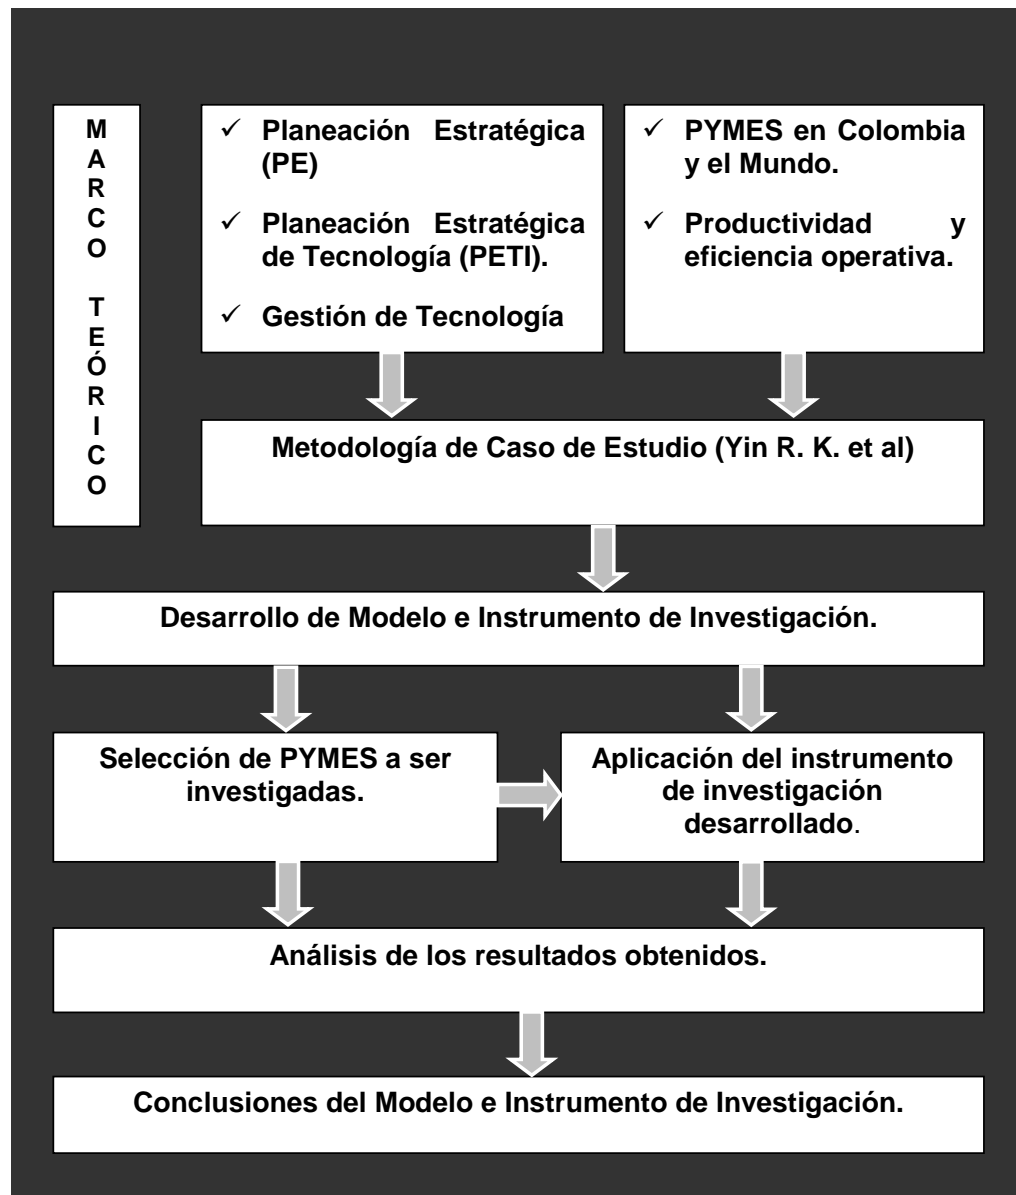 M
A
R
C
O
T
E
Ó
R
I
C
O
✓ Planeación Estratégica
(PE)
✓ Planeación Estratégica
de Tecnología (PETI).
✓ Gestión de Tecnología
✓ PYMES en Colombia
y el Mundo.
✓ Productividad y
eficiencia operativa.
Metodología de Caso de Estudio (Yin R. K. et al)
Desarrollo de Modelo e Instrumento de Investigación.
Selección de PYMES a ser
investigadas.
Aplicación del instrumento
de investigación
desarrollado.
Análisis de los resultados obtenidos.
Conclusiones del Modelo e Instrumento de Investigación.